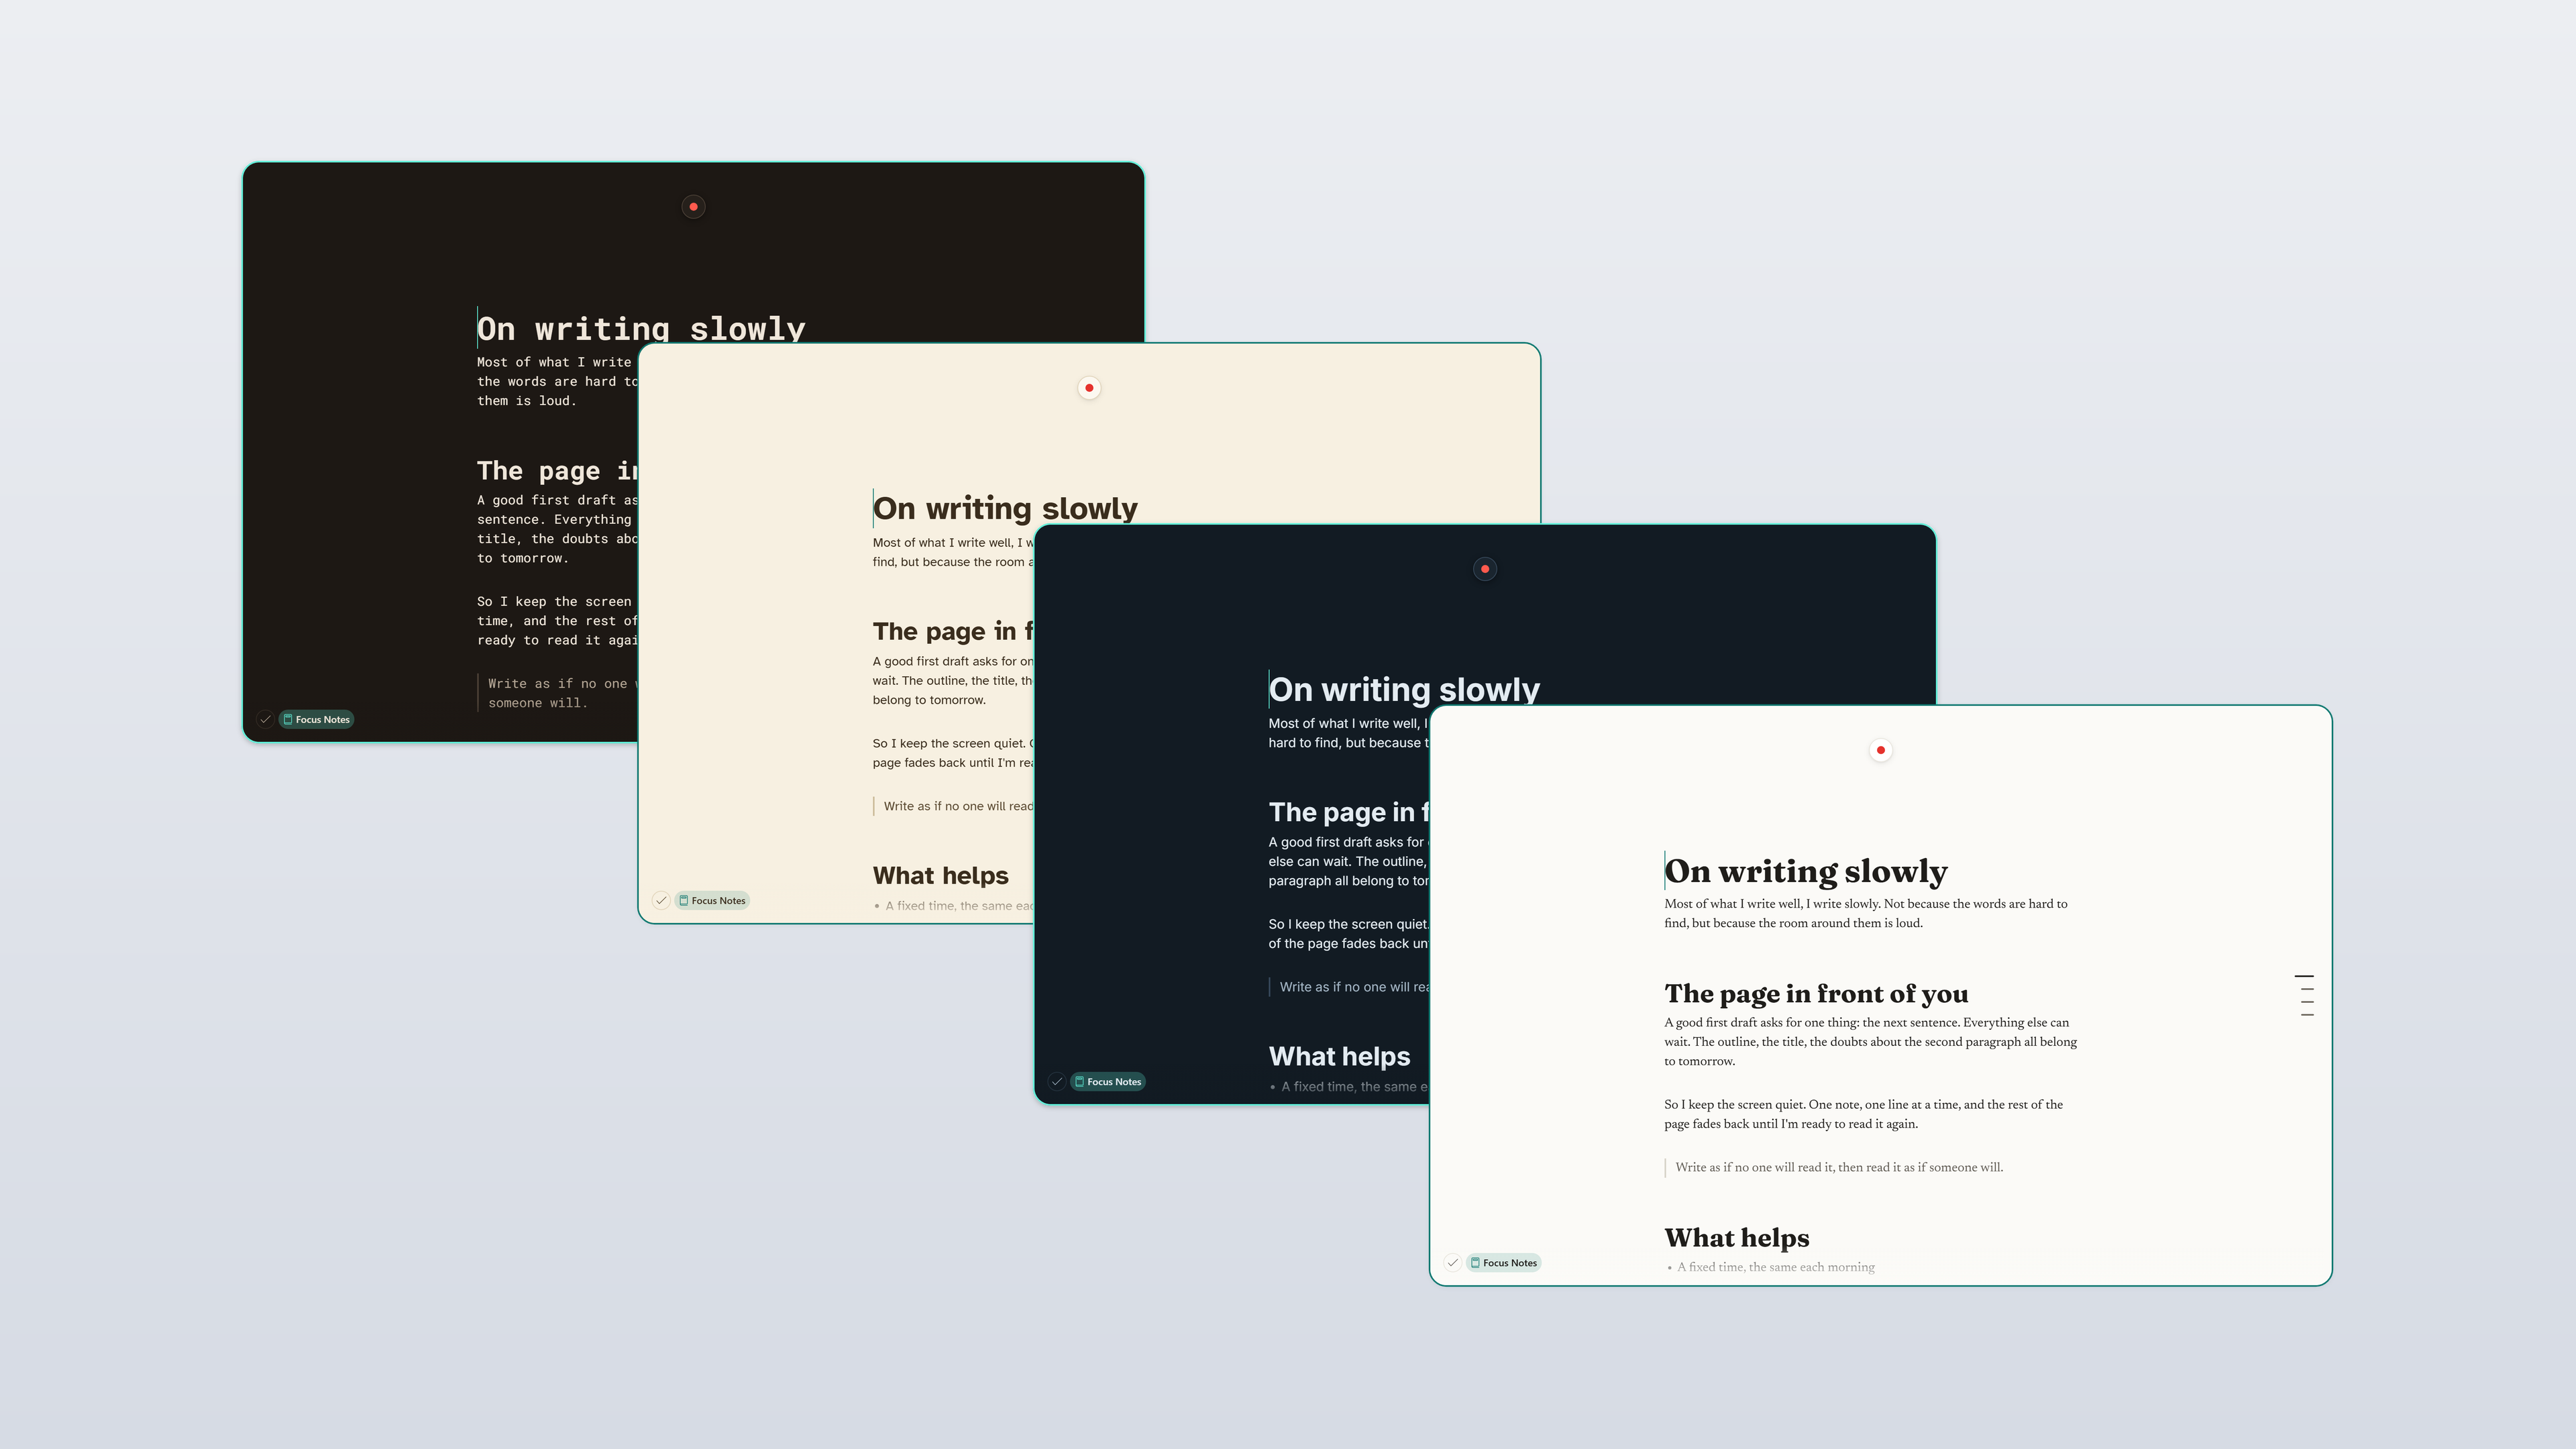 On writing slowly
Most of what I write
the words are hard to
them is loud.
The page in
A good first draft as
sentence. Everything
title, the doubts abo
to tomorrow.
So I keep the screen
time, and the rest of
ready to read it agai
Write as if no one w
someone will.
Focus Notes
On writing slowly
Most of what I write well, I w
find, but because the room a
The page in f
A good first draft asks for on
wait. The outline, the title, th
belong to tomorrow.
So I keep the screen quiet. O
page fades back until I'm rea
Write as if no one will read
What helps
• A fixed time, the same eac
Focus Notes
On writing slowly
Most of what I write well, I
hard to find, but because t
The page in f
A good first draft asks for
else can wait. The outline,
paragraph all belong to tor
So I keep the screen quiet.
of the page fades back unt
Write as if no one will rea
What helps
• A fixed time, the same e
Focus Notes
On writing slowly
Most of what I write well, I write slowly. Not because the words are hard to
find, but because the room around them is loud.
The page in front of you
A good first draft asks for one thing: the next sentence. Everything else can
wait. The outline, the title, the doubts about the second paragraph all belong
to tomorrow.
So I keep the screen quiet. One note, one line at a time, and the rest of the
page fades back until I'm ready to read it again.
Write as if no one will read it, then read it as if someone will.
What helps
• A fixed time, the same each morning
Focus Notes